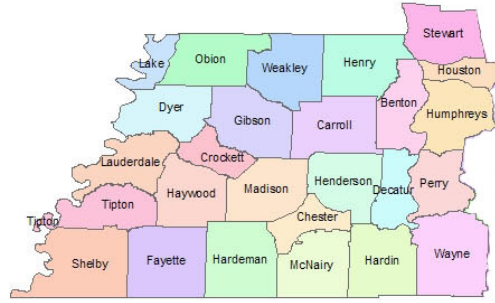 Stewart
Lake
Obion
Weakley
Henry
Houston
Dyer
Gibson
Carroll
Benton
Humphreys
Lauderdale
Crockett
Haywood
Madison
Henderson
Decatur
Perry
Tipton
Tipton
Chester
Shelby
Fayette
Hardeman
McNairy
Hardin
Wayne